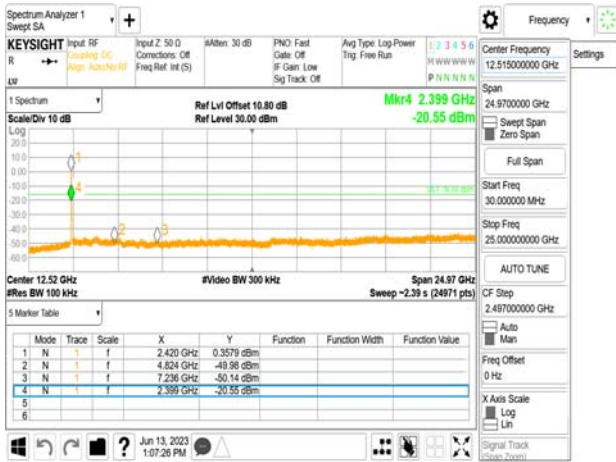 Spectrum Analyzer 1
Swept SA
Frequency
KEYSIGHT
Input: RF
Coupling: DC
Align: Auto/No RF
Input Z: 50 Ω
Corrections: Off
Freq Ref: Int (S)
#Atten: 30 dB
PNO: Fast
Gate: Off
IF Gain: Low
Sig Track: Off
Avg Type: Log-Power
Trig: Free Run
1 2 3 4 5 6
M W W W W W
P N N N N N
R
1 Spectrum
Scale/Div 10 dB
Log
Ref Lvl Offset 10.80 dB
Ref Level 30.00 dBm
Mkr4 2.399 GHz
-20.55 dBm
20.0
10.0
0.00
-10.0
-20.0
-30.0
-40.0
-50.0
-60.0
1
4
2
3
Center 12.52 GHz
#Res BW 100 kHz
#Video BW 300 kHz
Span 24.97 GHz
Sweep ~2.39 s (24971 pts)
5 Marker Table
Mode Trace Scale X Y Function Function Width Function Value
1 N 1 f 2.420 GHz 0.3579 dBm
2 N 1 f 4.824 GHz -49.98 dBm
3 N 1 f 7.236 GHz -50.14 dBm
4 N 1 f 2.399 GHz -20.55 dBm
5
6
Jun 13, 2023
1:07:26 PM
Center Frequency
12.515000000 GHz
Settings
Span
24.9700000 GHz
Swept Span
Zero Span
Full Span
Start Freq
30.000000 MHz
Stop Freq
25.000000000 GHz
AUTO TUNE
CF Step
2.497000000 GHz
Auto
Man
Freq Offset
0 Hz
X Axis Scale
Log
Lin
Signal Track
(Span Zoom)